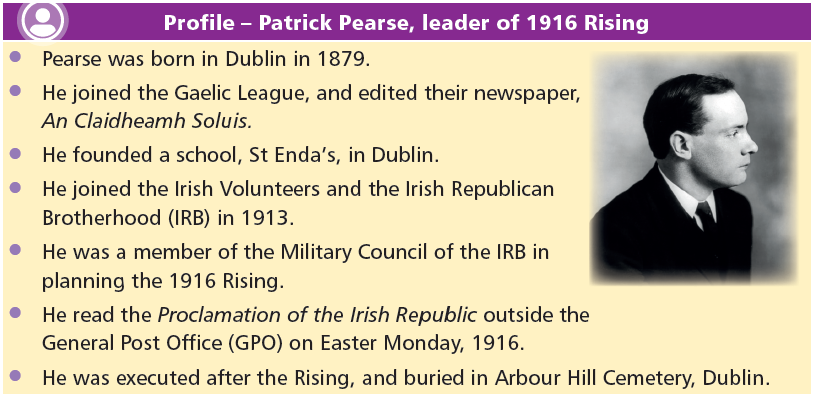 Profile – Patrick Pearse, leader of 1916 Rising
Pearse was born in Dublin in 1879.
He joined the Gaelic League, and edited their newspaper,
An Claidheamh Soluis.
He founded a school, St Enda’s, in Dublin.
He joined the Irish Volunteers and the Irish Republican
Brotherhood (IRB) in 1913.
He was a member of the Military Council of the IRB in
planning the 1916 Rising.
He read the Proclamation of the Irish Republic outside the
General Post Office (GPO) on Easter Monday, 1916.
He was executed after the Rising, and buried in Arbour Hill Cemetery, Dublin.